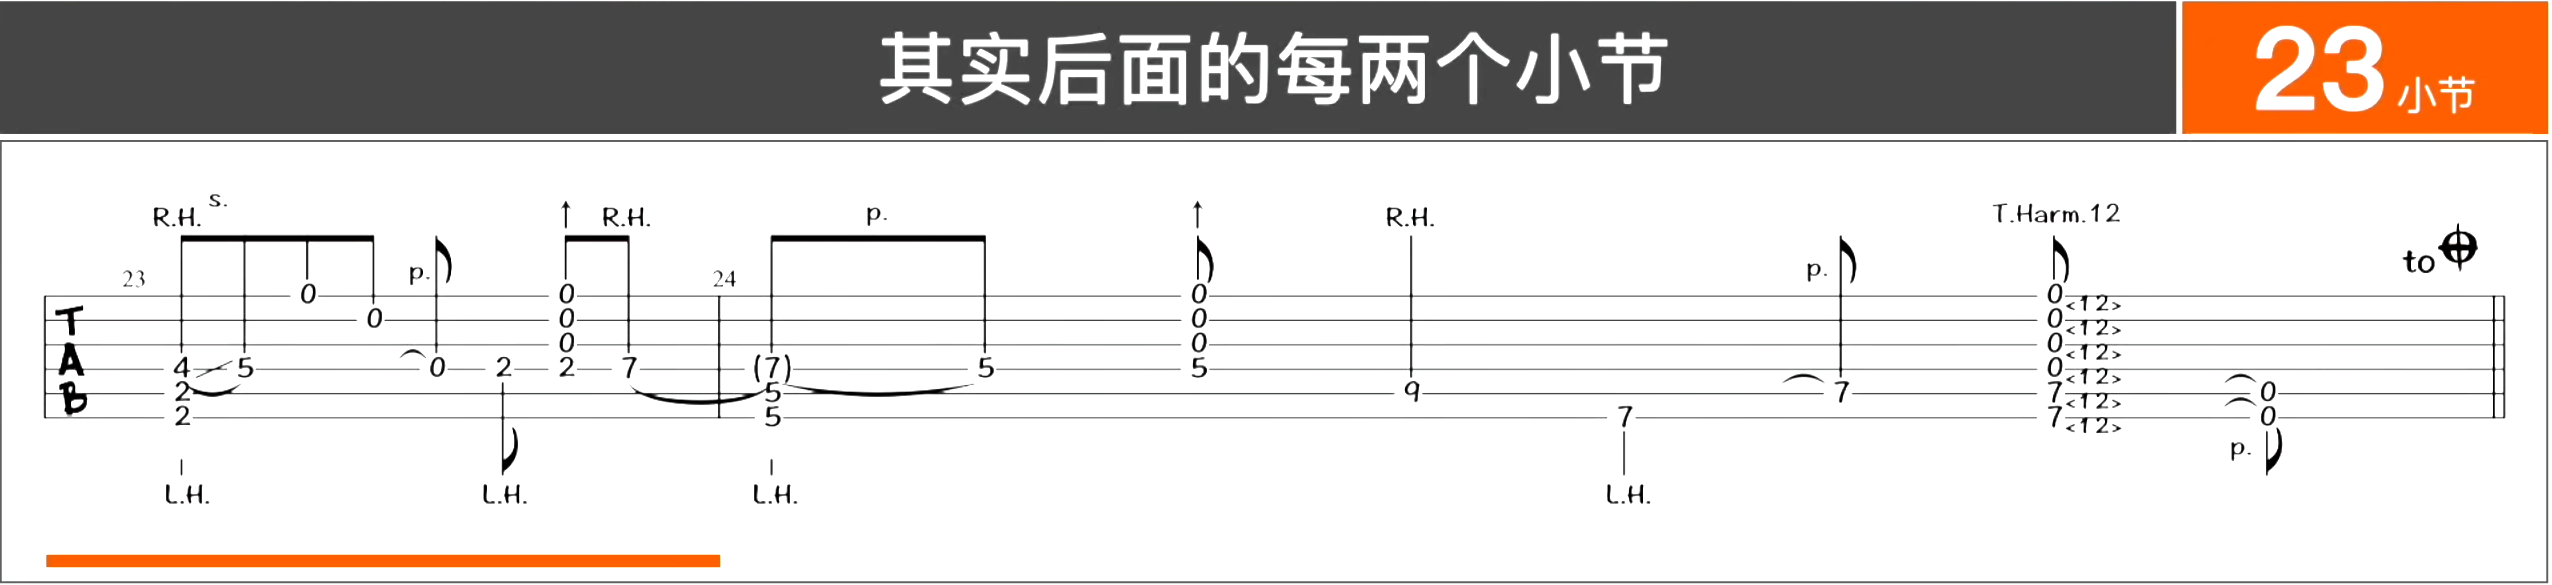 其实后面的每两个小节
23 小节
R.H. s. ↑ R.H. p. ↑ R.H. T.Harm.12
23 p. 24 p. to
0 0 0 0 <12>
T 0 0 0 0 <12>
0 0 0 <12>
A 4 5 0 2 2 7 (7) 5 5 0 <12>
B 2 5 9 7 7 <12> 0
2 5 7 7 <12> 0
p.
L.H. L.H. L.H. L.H.